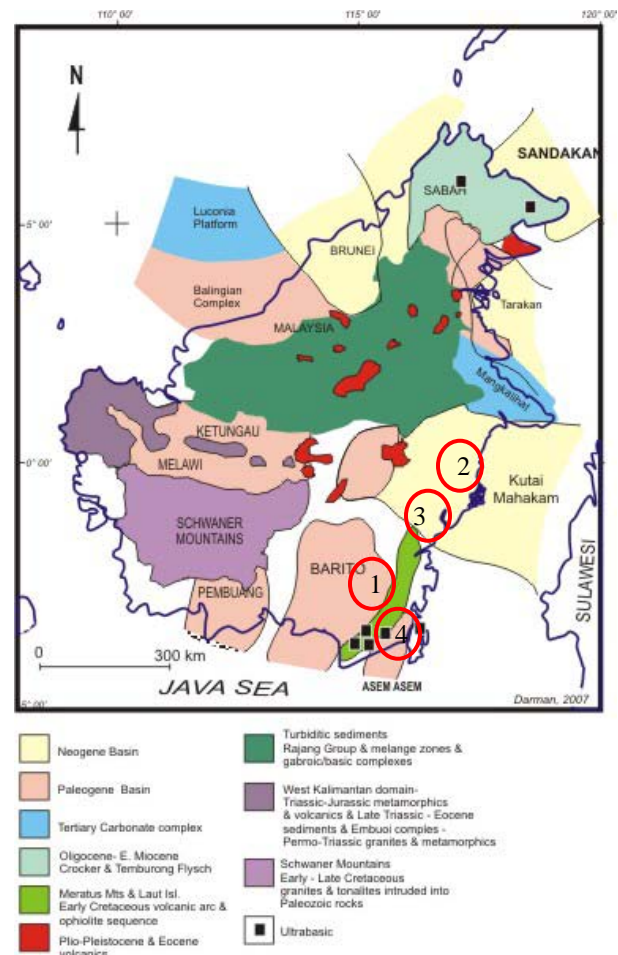 110° 00'
115° 00'
120° 00'
N
SANDAKAN
SABAH
Luconia
Platform
5° 00'
BRUNEI
Balingian
Complex
Tarakan
MALAYSIA
Mangkalihat
KETUNGAU
0° 00'
MELAWI
2
Kutai
Mahakam
3
SCHWANER
MOUNTAINS
SULAWESI
BARITO
1
PEMBUANG
4
0
300 km
ASEM ASEM
JAVA SEA
Darman, 2007
5° 00'
Neogene Basin
Paleogene Basin
Tertiary Carbonate complex
Oligocene- E. Miocene
Crocker & Temburong Flysch
Meratus Mts & Laut Isl.
Early Cretaceous volcanic arc &
ophiolite sequence
Plio-Pleistocene & Eocene
volcanics
Turbiditic sediments
Rajang Group & melange zones &
gabroic/basic complexes
West Kalimantan domain-
Triassic-Jurassic metamorphics
& volcanics & Late Triassic - Eocene
sediments & Embuoi comples -
Permo-Triassic granites & metamorphics
Schwaner Mountains
Early - Late Cretaceous
granites & tonalites intruded into
Paleozoic rocks
Ultrabasic